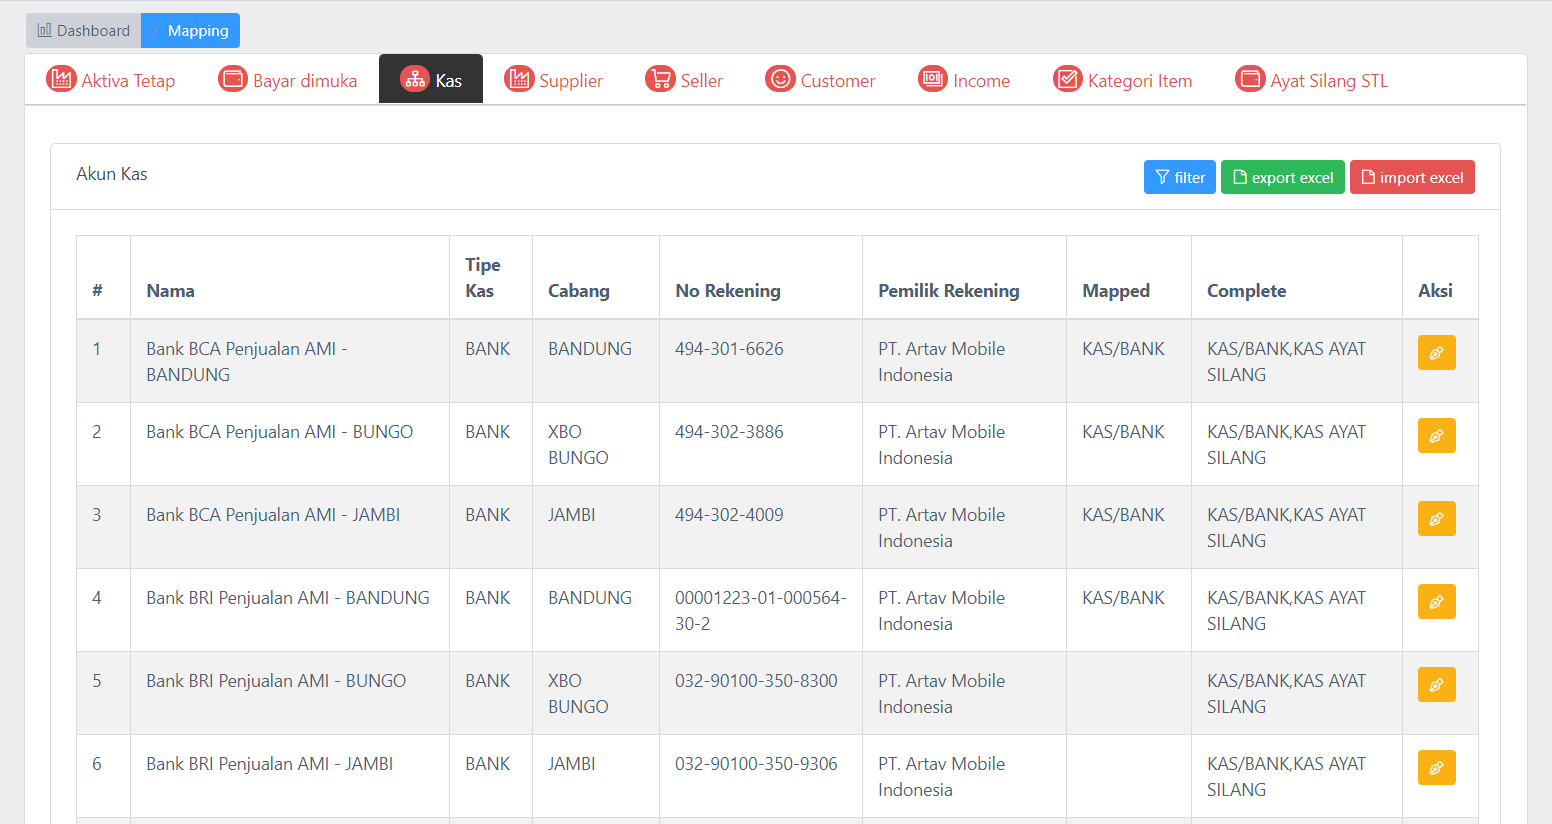 Dashboard / Mapping
Aktiva Tetap Bayar dimuka Kas Supplier Seller Customer Income Kategori Item Ayat Silang STL
Akun Kas filter export excel import excel
# Nama Tipe Kas Cabang No Rekening Pemilik Rekening Mapped Complete Aksi
1 Bank BCA Penjualan AMI - BANDUNG BANK BANDUNG 494-301-6626 PT. Artav Mobile Indonesia KAS/BANK KAS/BANK,KAS AYAT SILANG
2 Bank BCA Penjualan AMI - BUNGO BANK XBO BUNGO 494-302-3886 PT. Artav Mobile Indonesia KAS/BANK KAS/BANK,KAS AYAT SILANG
3 Bank BCA Penjualan AMI - JAMBI BANK JAMBI 494-302-4009 PT. Artav Mobile Indonesia KAS/BANK KAS/BANK,KAS AYAT SILANG
4 Bank BRI Penjualan AMI - BANDUNG BANK BANDUNG 00001223-01-000564-30-2 PT. Artav Mobile Indonesia KAS/BANK KAS/BANK,KAS AYAT SILANG
5 Bank BRI Penjualan AMI - BUNGO BANK XBO BUNGO 032-90100-350-8300 PT. Artav Mobile Indonesia KAS/BANK,KAS AYAT SILANG
6 Bank BRI Penjualan AMI - JAMBI BANK JAMBI 032-90100-350-9306 PT. Artav Mobile Indonesia KAS/BANK,KAS AYAT SILANG